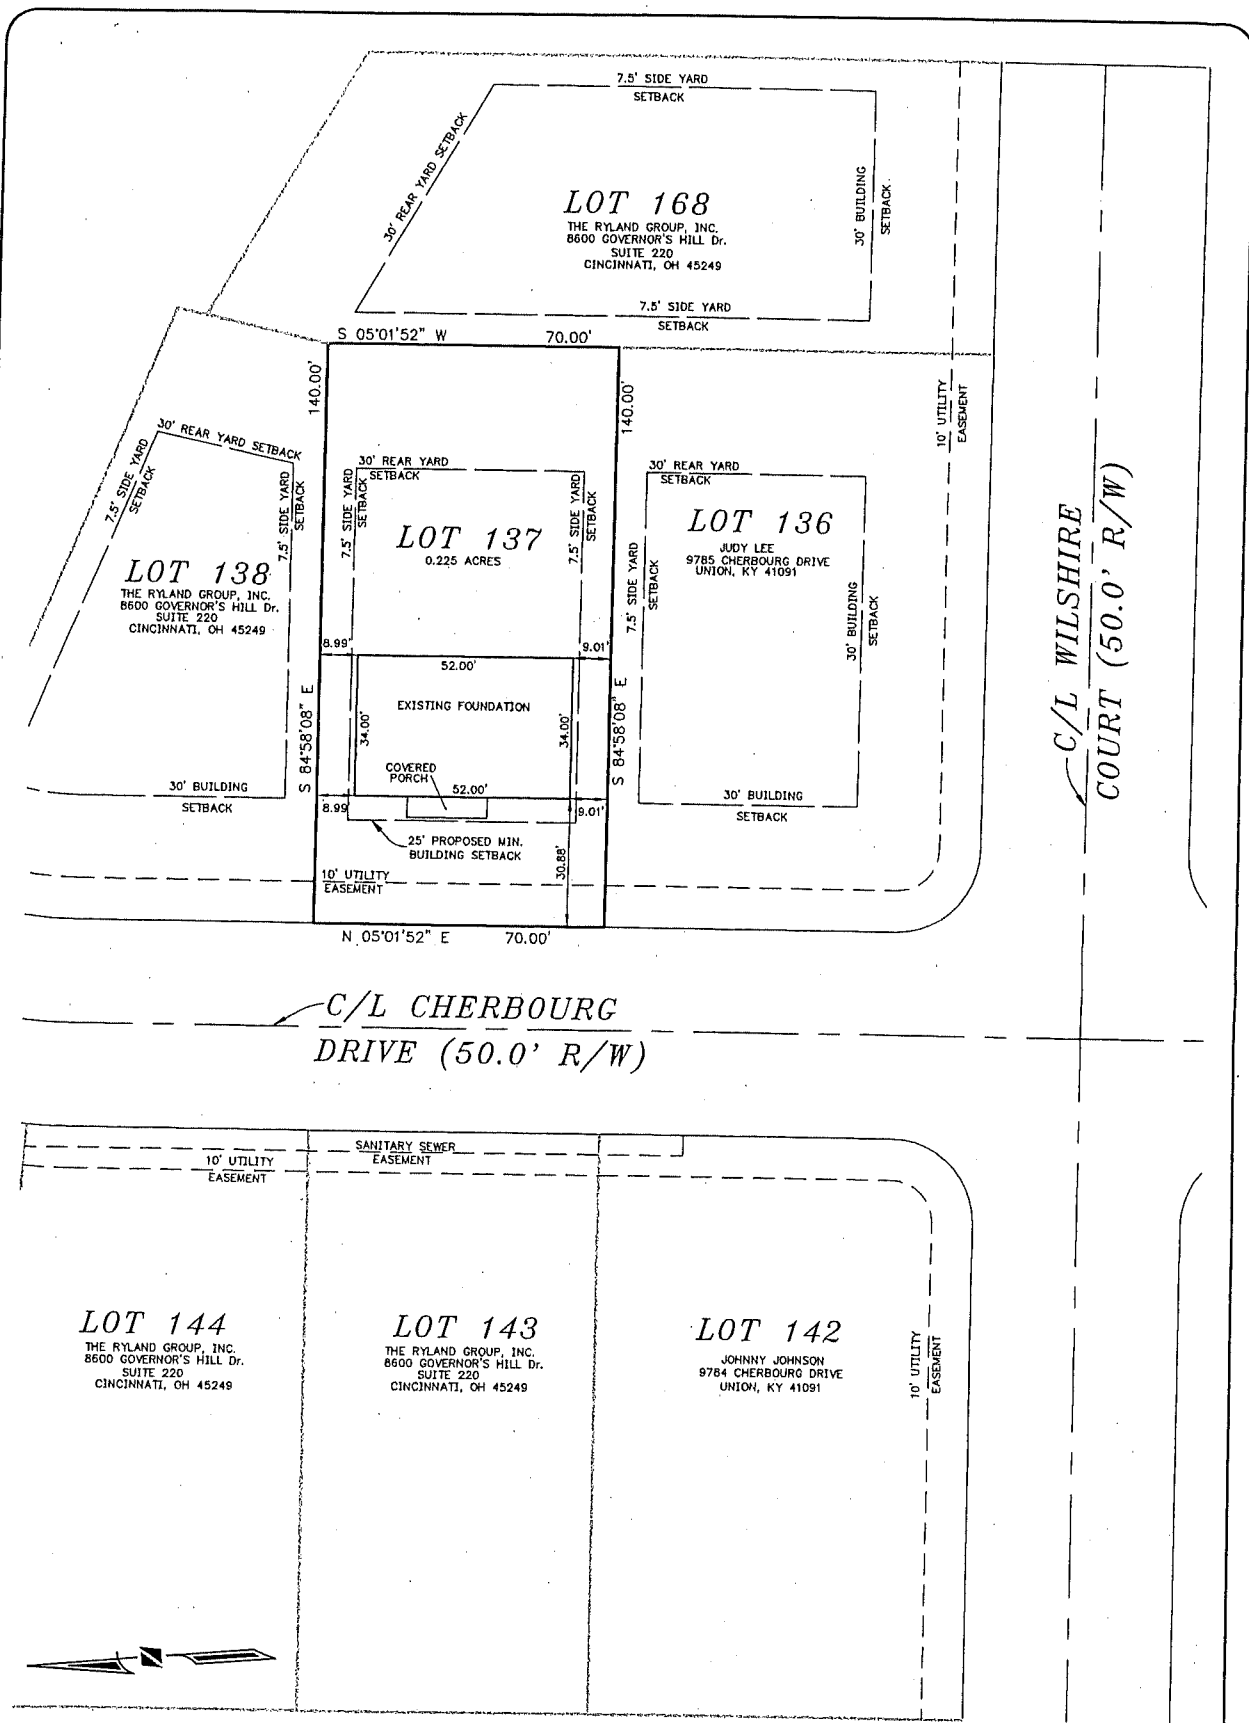 7.5' SIDE YARD
SETBACK
30' REAR YARD SETBACK
LOT 168
THE RYLAND GROUP, INC.
8600 GOVERNOR'S HILL Dr.
SUITE 220
CINCINNATI, OH 45249
30' BUILDING
SETBACK
7.5' SIDE YARD
SETBACK
S 05°01'52" W
70.00'
140.00'
140.00'
10' UTILITY
EASEMENT
30' REAR YARD SETBACK
7.5' SIDE YARD
SETBACK
7.5' SIDE YARD
SETBACK
LOT 138
THE RYLAND GROUP, INC.
8600 GOVERNOR'S HILL Dr.
SUITE 220
CINCINNATI, OH 45249
30' BUILDING
SETBACK
S 84°58'08" E
30' REAR YARD
SETBACK
7.5' SIDE YARD
SETBACK
7.5' SIDE YARD
SETBACK
LOT 137
0.225 ACRES
8.99'
9.01'
52.00'
EXISTING FOUNDATION
34.00'
34.00'
COVERED
PORCH
52.00'
8.99'
9.01'
25' PROPOSED MIN.
BUILDING SETBACK
30.88'
10' UTILITY
EASEMENT
N 05°01'52" E
70.00'
S 84°58'08" E
30' REAR YARD
SETBACK
7.5' SIDE YARD
SETBACK
LOT 136
JUDY LEE
9785 CHERBOURG DRIVE
UNION, KY 41091
30' BUILDING
SETBACK
30' BUILDING
SETBACK
C/L WILSHIRE
COURT (50.0' R/W)
C/L CHERBOURG
DRIVE (50.0' R/W)
SANITARY SEWER
EASEMENT
10' UTILITY
EASEMENT
LOT 144
THE RYLAND GROUP, INC.
8600 GOVERNOR'S HILL Dr.
SUITE 220
CINCINNATI, OH 45249
LOT 143
THE RYLAND GROUP, INC.
8600 GOVERNOR'S HILL Dr.
SUITE 220
CINCINNATI, OH 45249
LOT 142
JOHNNY JOHNSON
9784 CHERBOURG DRIVE
UNION, KY 41091
10' UTILITY
EASEMENT
N